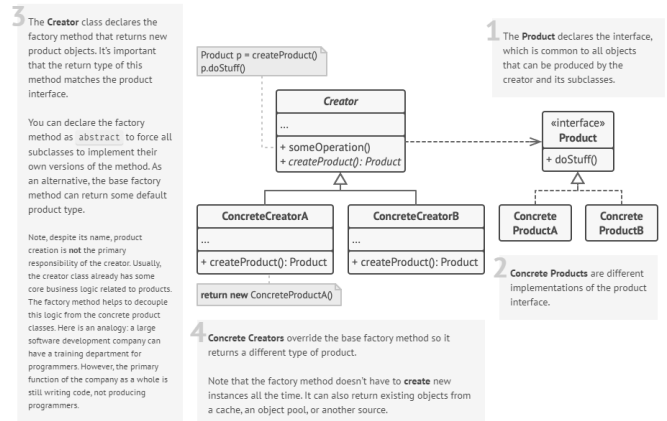 3
The Creator class declares the
factory method that returns new
product objects. It's important
that the return type of this
method matches the product
interface.
You can declare the factory
method as abstract to force all
subclasses to implement their
own versions of the method. As
an alternative, the base factory
method can return some default
product type.
Note, despite its name, product
creation is not the primary
responsibility of the creator. Usually,
the creator class already has some
core business logic related to products.
The factory method helps to decouple
this logic from the concrete product
classes. Here is an analogy: a large
software development company can
have a training department for
programmers. However, the primary
function of the company as a whole is
still writing code, not producing
programmers.
Product p = createProduct()
p.doStuff()
Creator
...
+ someOperation()
+ createProduct(): Product
ConcreteCreatorA
...
+ createProduct(): Product
ConcreteCreatorB
...
+ createProduct(): Product
return new ConcreteProductA()
1
The Product declares the interface,
which is common to all objects
that can be produced by the
creator and its subclasses.
«interface»
Product
+ doStuff()
Concrete
ProductA
Concrete
ProductB
2
Concrete Products are different
implementations of the product
interface.
4
Concrete Creators override the base factory method so it
returns a different type of product.
Note that the factory method doesn't have to create new
instances all the time. It can also return existing objects from
a cache, an object pool, or another source.